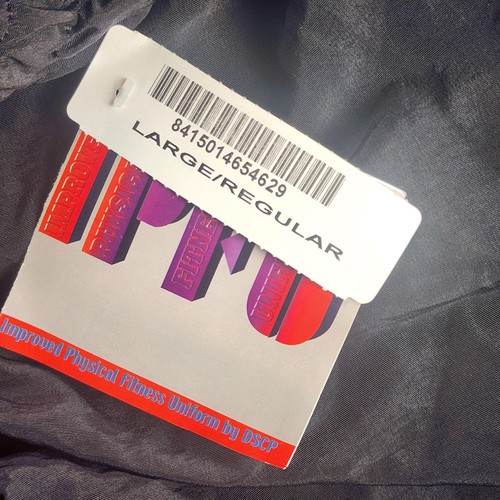 8415014654629
LARGE/REGULAR
IPFU
Improved Physical Fitness Uniform by DSCP